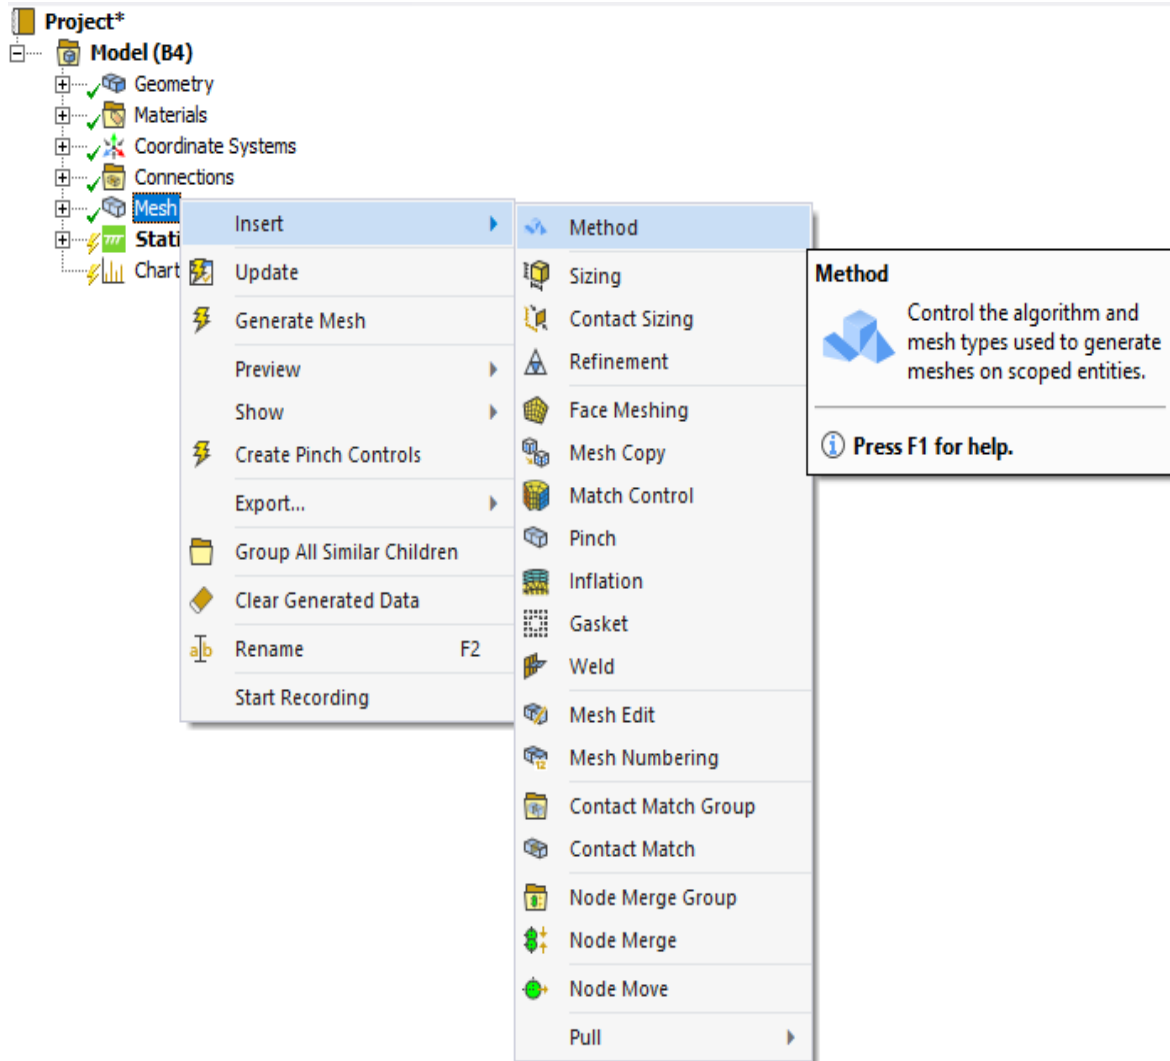 Project*
Model (B4)
Geometry
Materials
Coordinate Systems
Connections
Mesh
Stati
Chart
Insert
Update
Generate Mesh
Preview
Show
Create Pinch Controls
Export...
Group All Similar Children
Clear Generated Data
Rename F2
Start Recording
Method
Sizing
Contact Sizing
Refinement
Face Meshing
Mesh Copy
Match Control
Pinch
Inflation
Gasket
Weld
Mesh Edit
Mesh Numbering
Contact Match Group
Contact Match
Node Merge Group
Node Merge
Node Move
Pull
Method
Control the algorithm and
mesh types used to generate
meshes on scoped entities.
Press F1 for help.